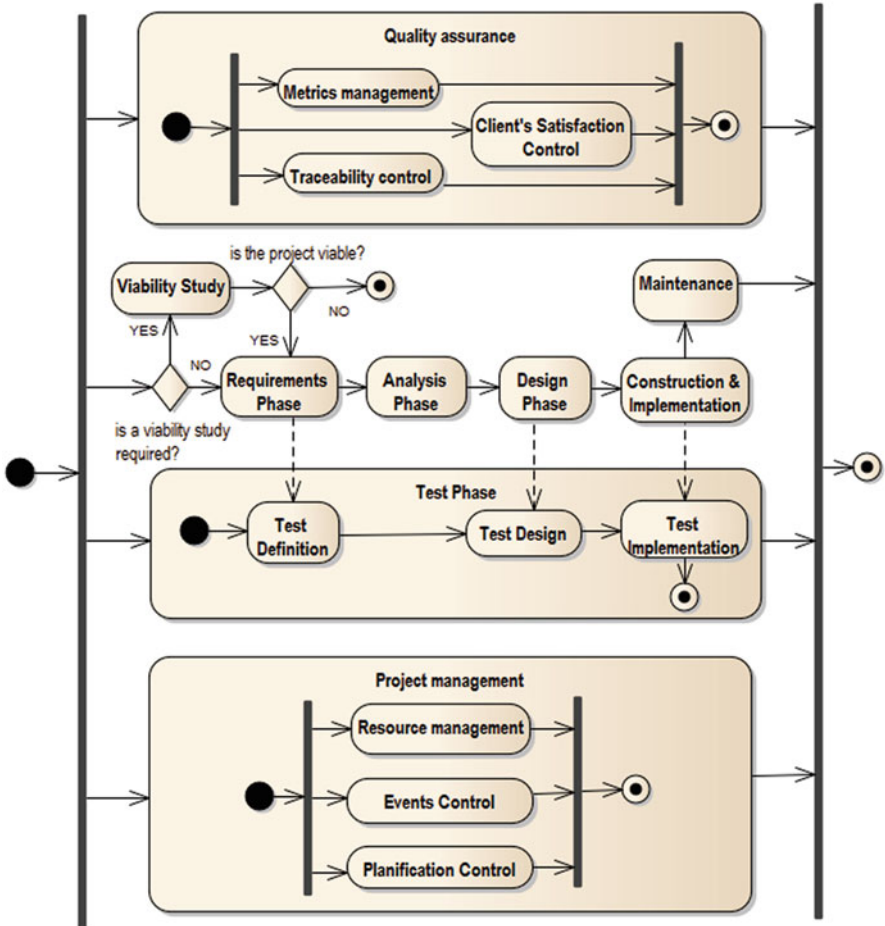 Quality assurance
Metrics management
Client's Satisfaction
Control
Traceability control
is the project viable?
Viability Study
NO
Maintenance
YES
YES
NO
Requirements
Phase
Analysis
Phase
Design
Phase
Construction &
Implementation
is a viability study
required?
Test Phase
Test
Definition
Test Design
Test
Implementation
Project management
Resource management
Events Control
Planification Control